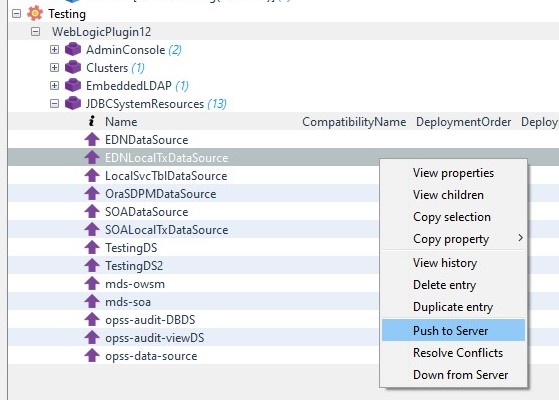 Testing
WebLogicPlugin12
AdminConsole (2)
Clusters (1)
EmbeddedLDAP (1)
JDBCSystemResources (13)
i Name CompatibilityName DeploymentOrder Deploy
EDNDataSource
EDNLocalTxDataSource
LocalSvcTblDataSource
OraSDPMDataSource
SOADataSource
SOALocalTxDataSource
TestingDS
TestingDS2
mds-owsm
mds-soa
opss-audit-DBDS
opss-audit-viewDS
opss-data-source
View properties
View children
Copy selection
Copy property
View history
Delete entry
Duplicate entry
Push to Server
Resolve Conflicts
Down from Server